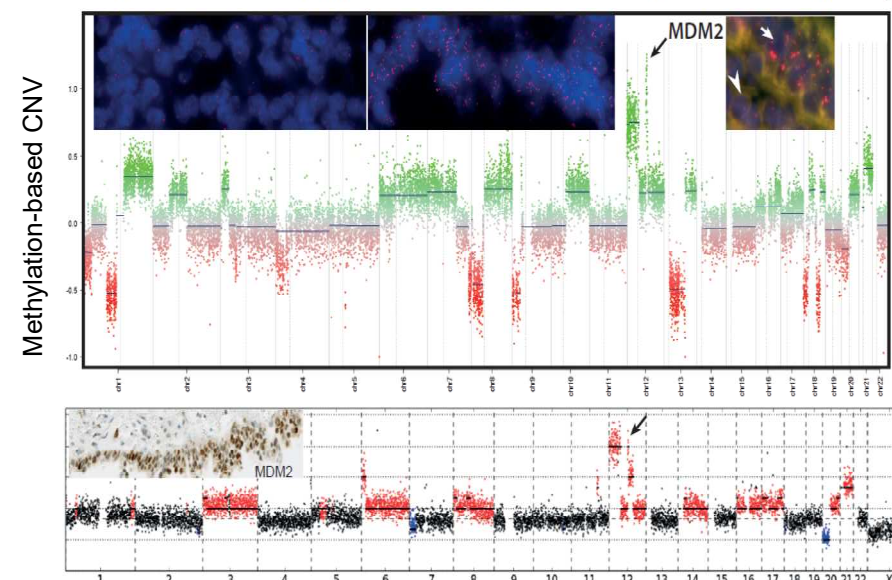 Methylation-based CNV
MDM2
1.0
0.5
0.0
-0.5
-1.0
chr1
chr2
chr3
chr4
chr5
chr6
chr7
chr8
chr9
chr10
chr11
chr12
chr13
chr14
chr15
chr16
chr17
chr18
chr19
chr20
chr21
chr22
MDM2
1 2 3 4 5 6 7 8 9 10 11 12 13 14 15 16 17 18 19 20 21 22 X